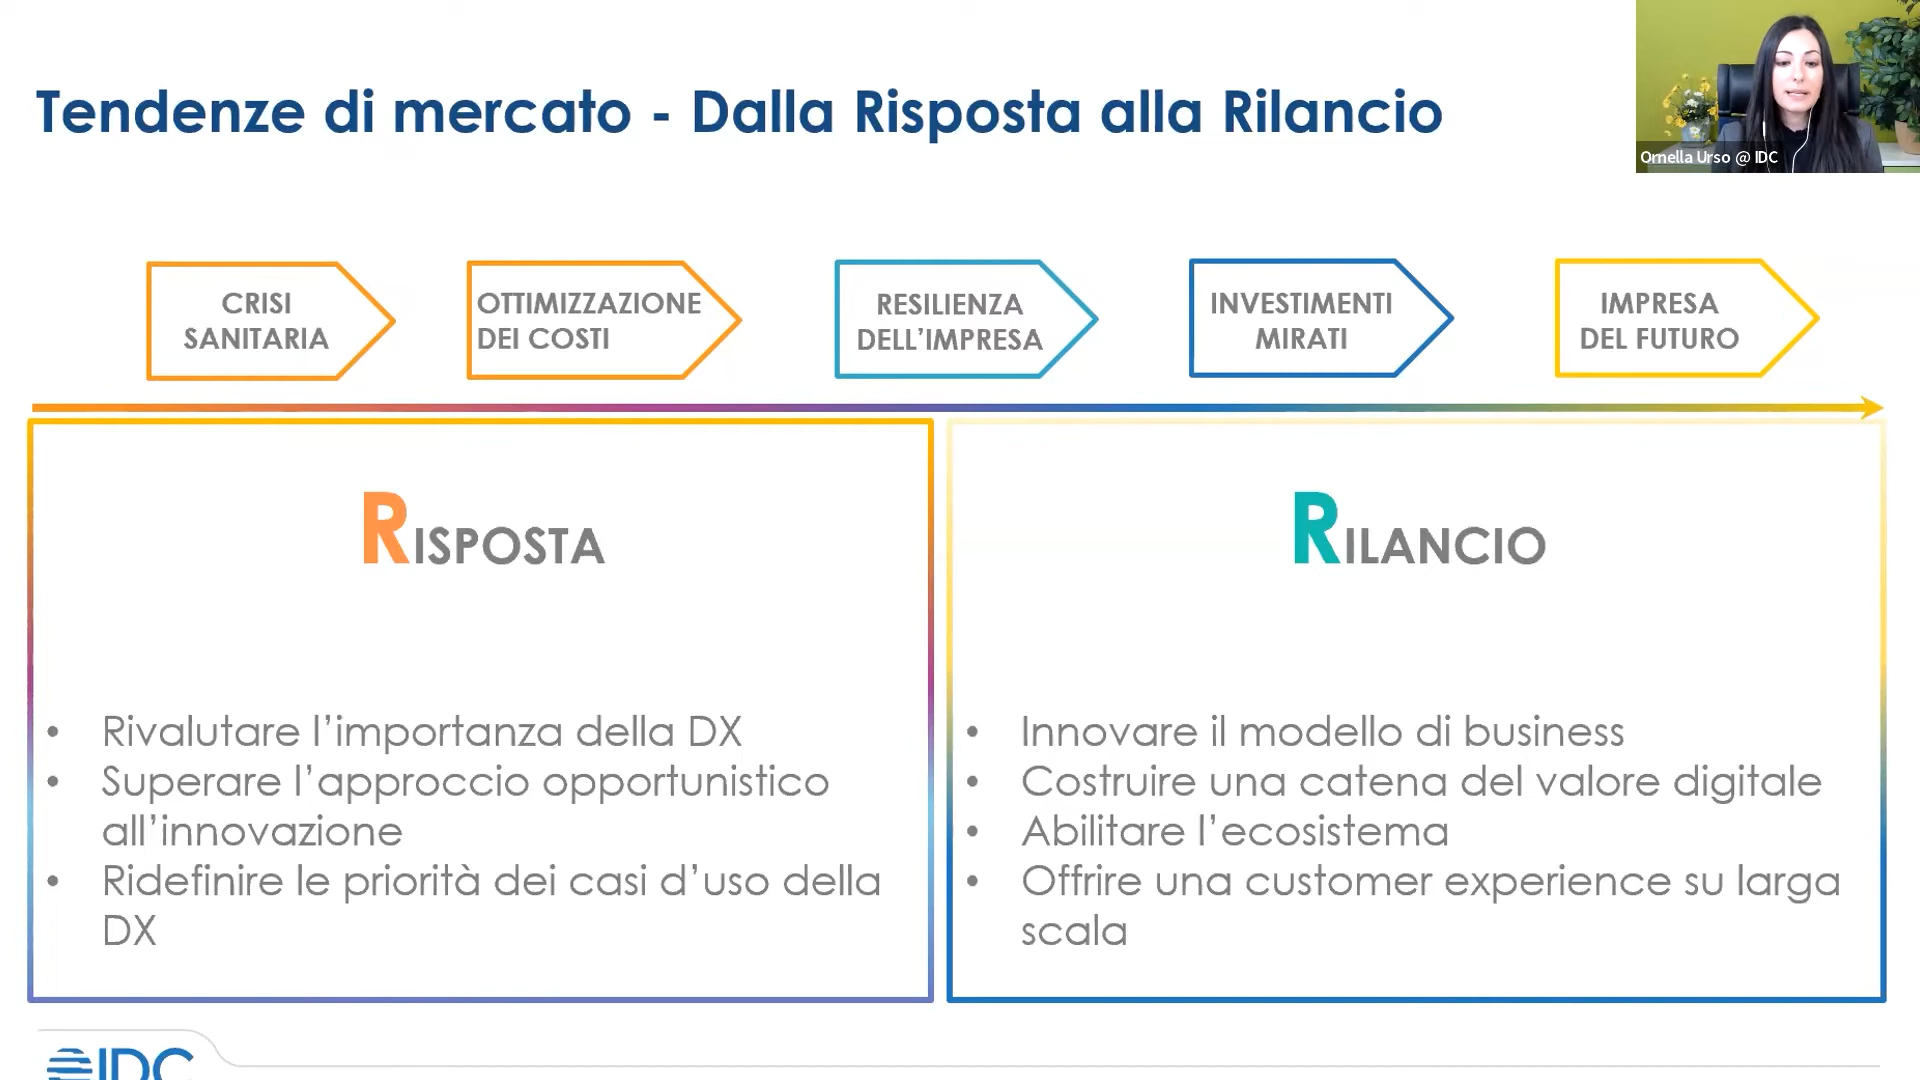 Tendenze di mercato - Dalla Risposta alla Rilancio
Ornella Urso @ IDC
CRISI
SANITARIA
OTTIMIZZAZIONE
DEI COSTI
RESILIENZA
DELL’IMPRESA
INVESTIMENTI
MIRATI
IMPRESA
DEL FUTURO
RISPOSTA
• Rivalutare l’importanza della DX
• Superare l’approccio opportunistico
all’innovazione
• Ridefinire le priorità dei casi d’uso della
DX
RILANCIO
• Innovare il modello di business
• Costruire una catena del valore digitale
• Abilitare l’ecosistema
• Offrire una customer experience su larga
scala
IDC